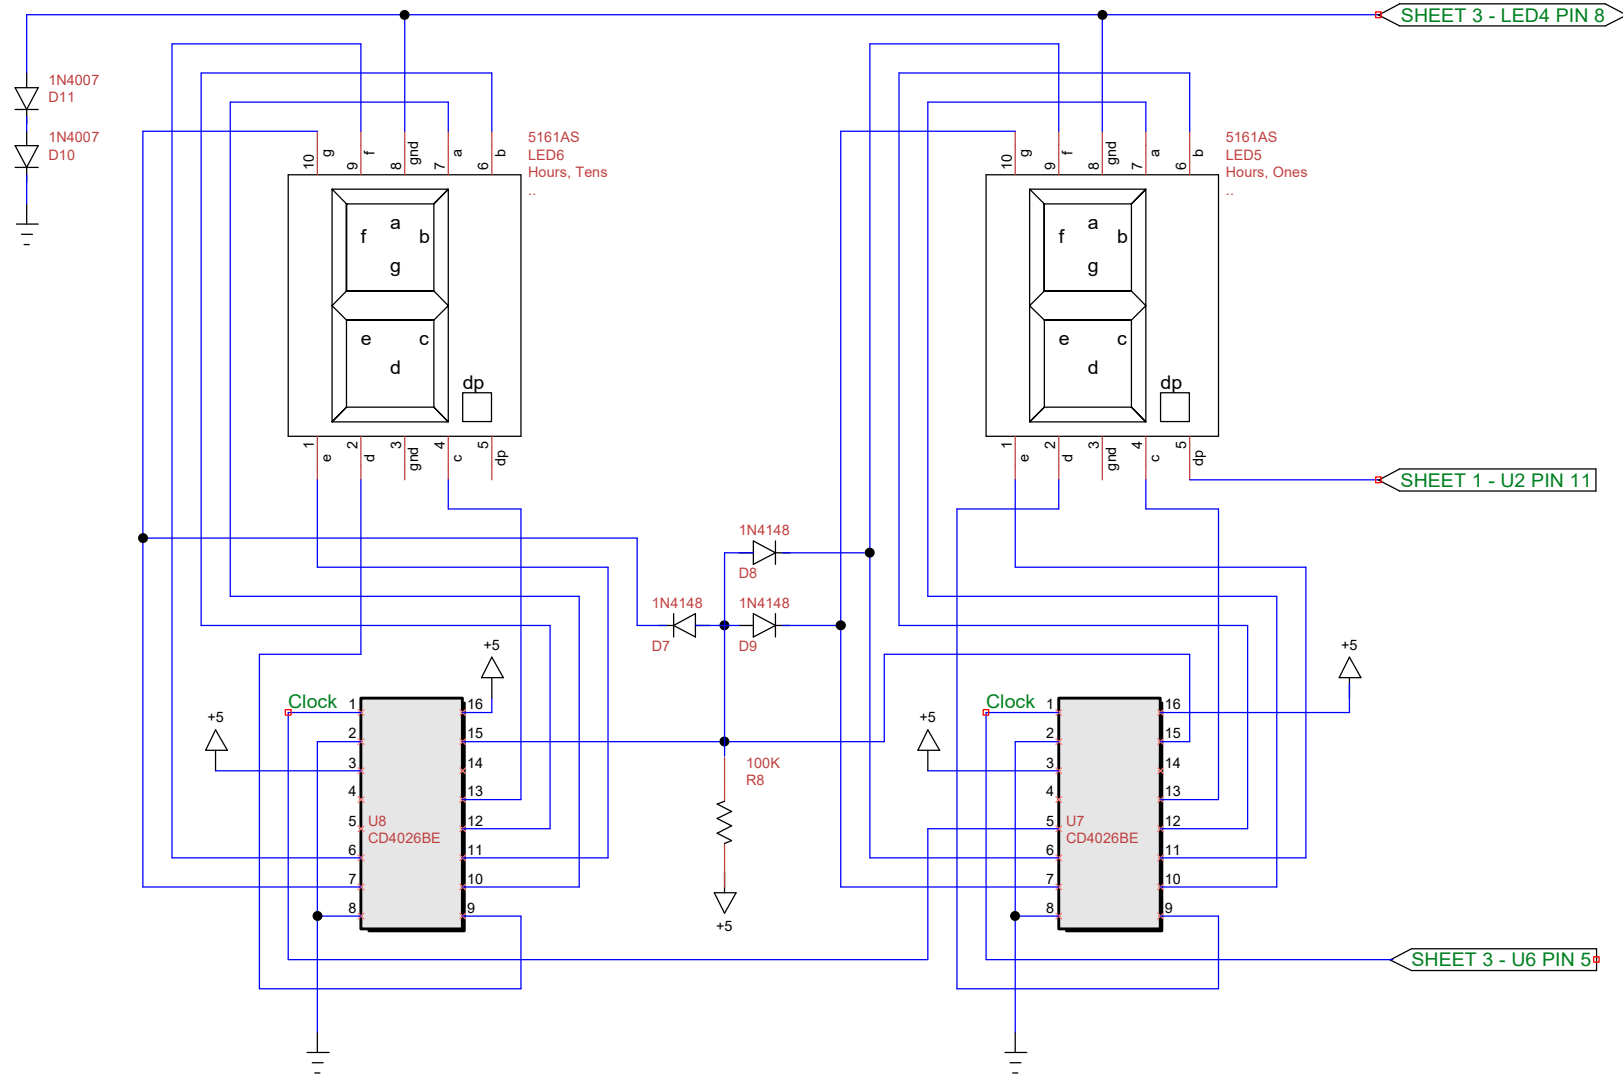 SHEET 3 - LED4 PIN 8
1N4007
D11
1N4007
D10
10 g
9 f
8 gnd
7 a
6 b
5161AS
LED6
Hours, Tens
..
10 g
9 f
8 gnd
7 a
6 b
5161AS
LED5
Hours, Ones
..
a
f b
g
e c
d
dp
a
f b
g
e c
d
dp
1 e
2 d
3 gnd
4 c
5 dp
1 e
2 d
3 gnd
4 c
5 dp
SHEET 1 - U2 PIN 11
1N4148
D8
1N4148
D7
1N4148
D9
+5
+5
+5
+5
Clock
1
2
3
4
5
6
7
8
U8
CD4026BE
16
15
14
13
12
11
10
9
100K
R8
+5
Clock
1
2
3
4
5
6
7
8
U7
CD4026BE
16
15
14
13
12
11
10
9
SHEET 3 - U6 PIN 5